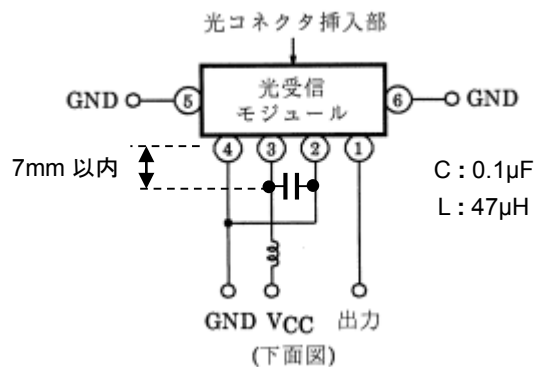 光コネクタ挿入部
GND ⑤ 光受信 ⑥ GND
モジュール
④ ③ ② ①
7mm 以内
C : 0.1μF
L : 47μH
GND VCC 出力
(下面図)